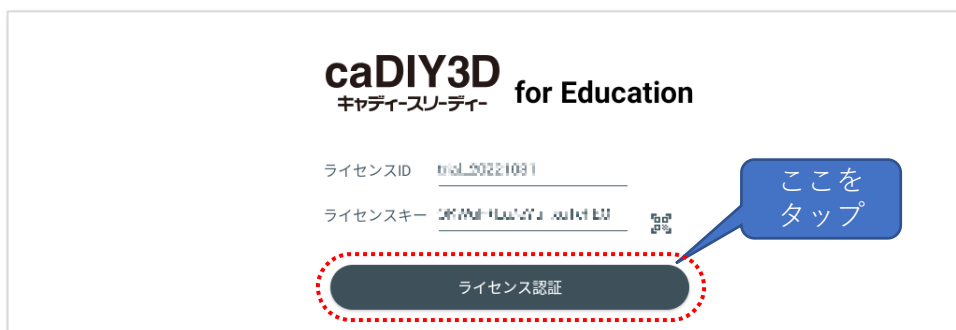 caDIY3D
キャディースリーディー
for Education
ライセンスID
ライセンスキー
ここを
タップ
ライセンス認証